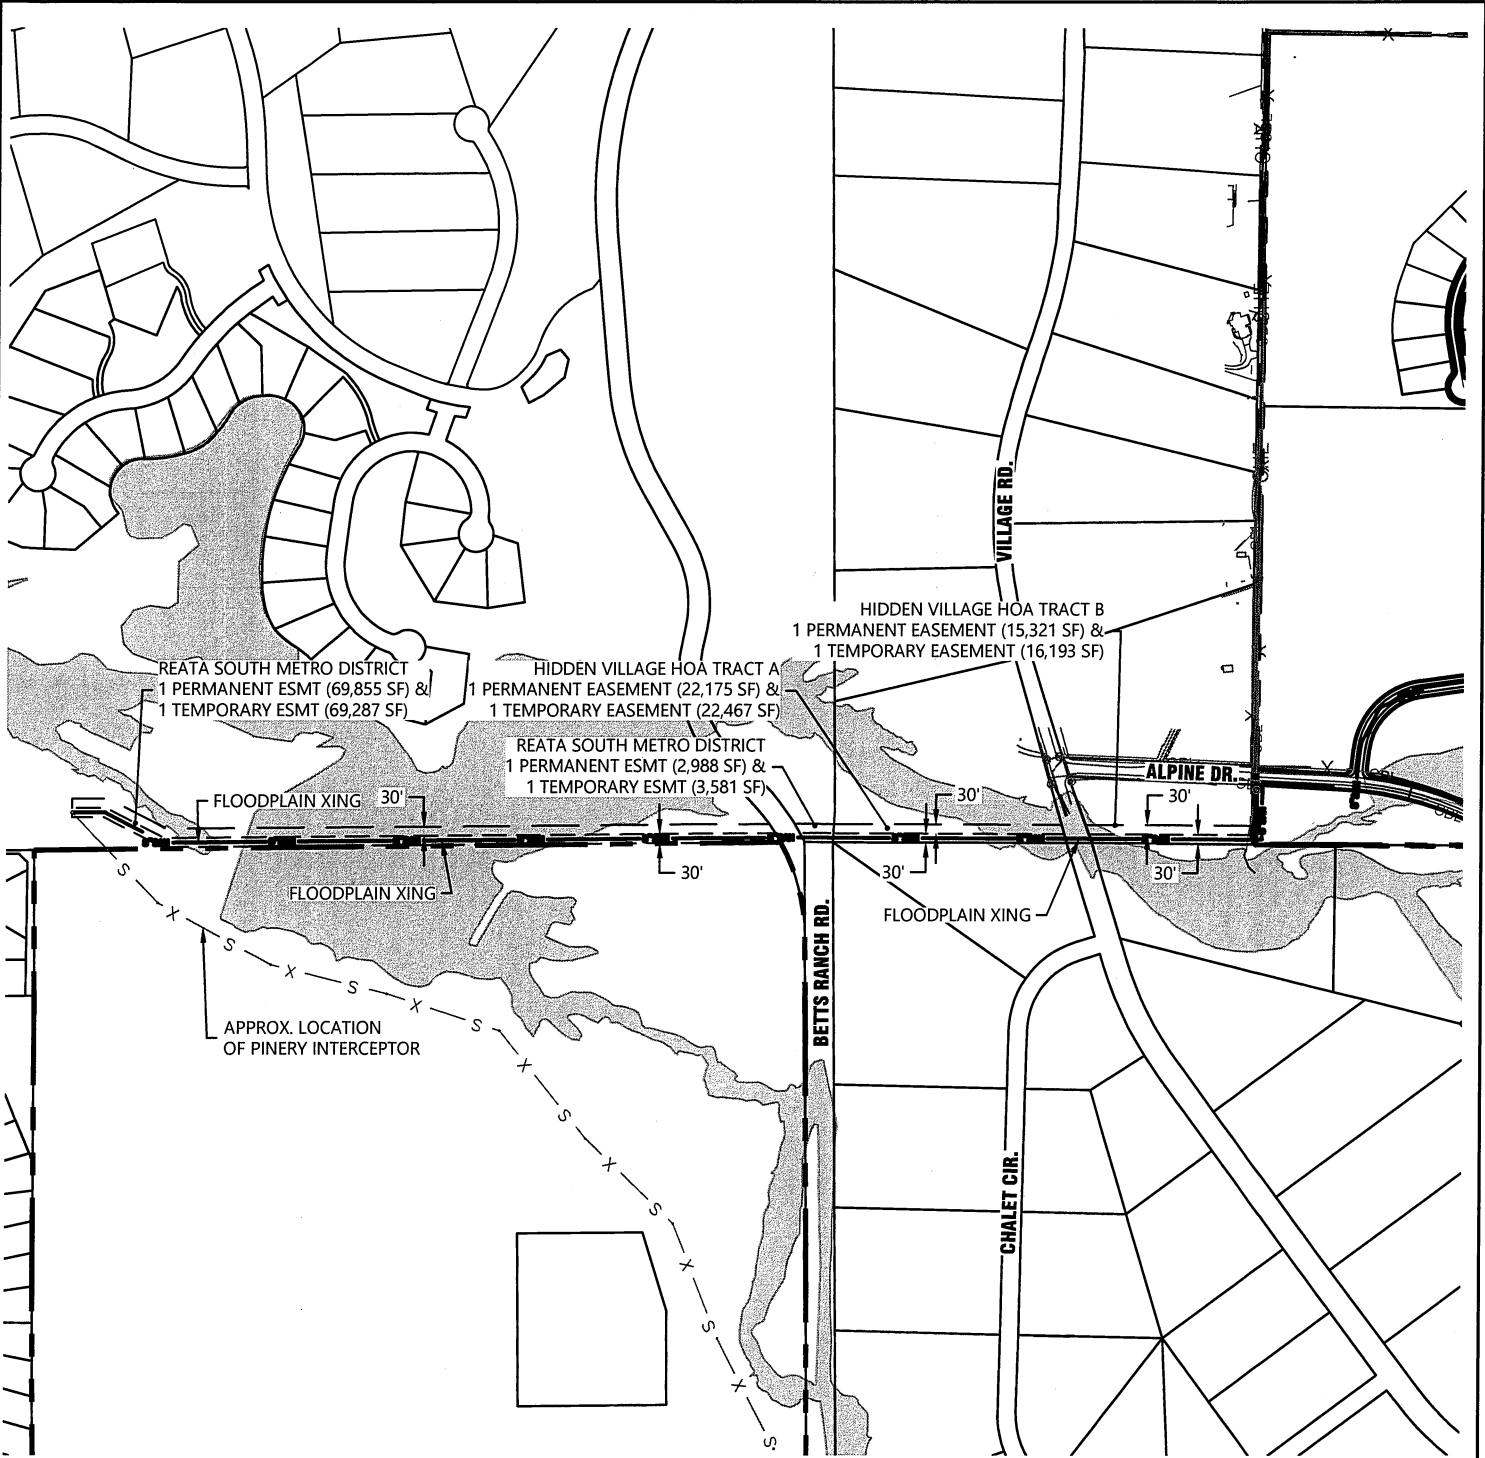 VILLAGE RD.
HIDDEN VILLAGE HOA TRACT B
1 PERMANENT EASEMENT (15,321 SF) &
1 TEMPORARY EASEMENT (16,193 SF)
REATA SOUTH METRO DISTRICT
1 PERMANENT ESMT (69,855 SF) &
1 TEMPORARY ESMT (69,287 SF)
HIDDEN VILLAGE HOA TRACT A
1 PERMANENT EASEMENT (22,175 SF) &
1 TEMPORARY EASEMENT (22,467 SF)
REATA SOUTH METRO DISTRICT
1 PERMANENT ESMT (2,988 SF) &
1 TEMPORARY ESMT (3,581 SF)
ALPINE DR.
FLOODPLAIN XING
30'
30'
30'
30'
30'
30'
FLOODPLAIN XING
FLOODPLAIN XING
BETTS RANCH RD.
APPROX. LOCATION
OF PINERY INTERCEPTOR
S
X
S
X
S
X
S
X
S
X
S
X
S
X
S
CHALET CIR.